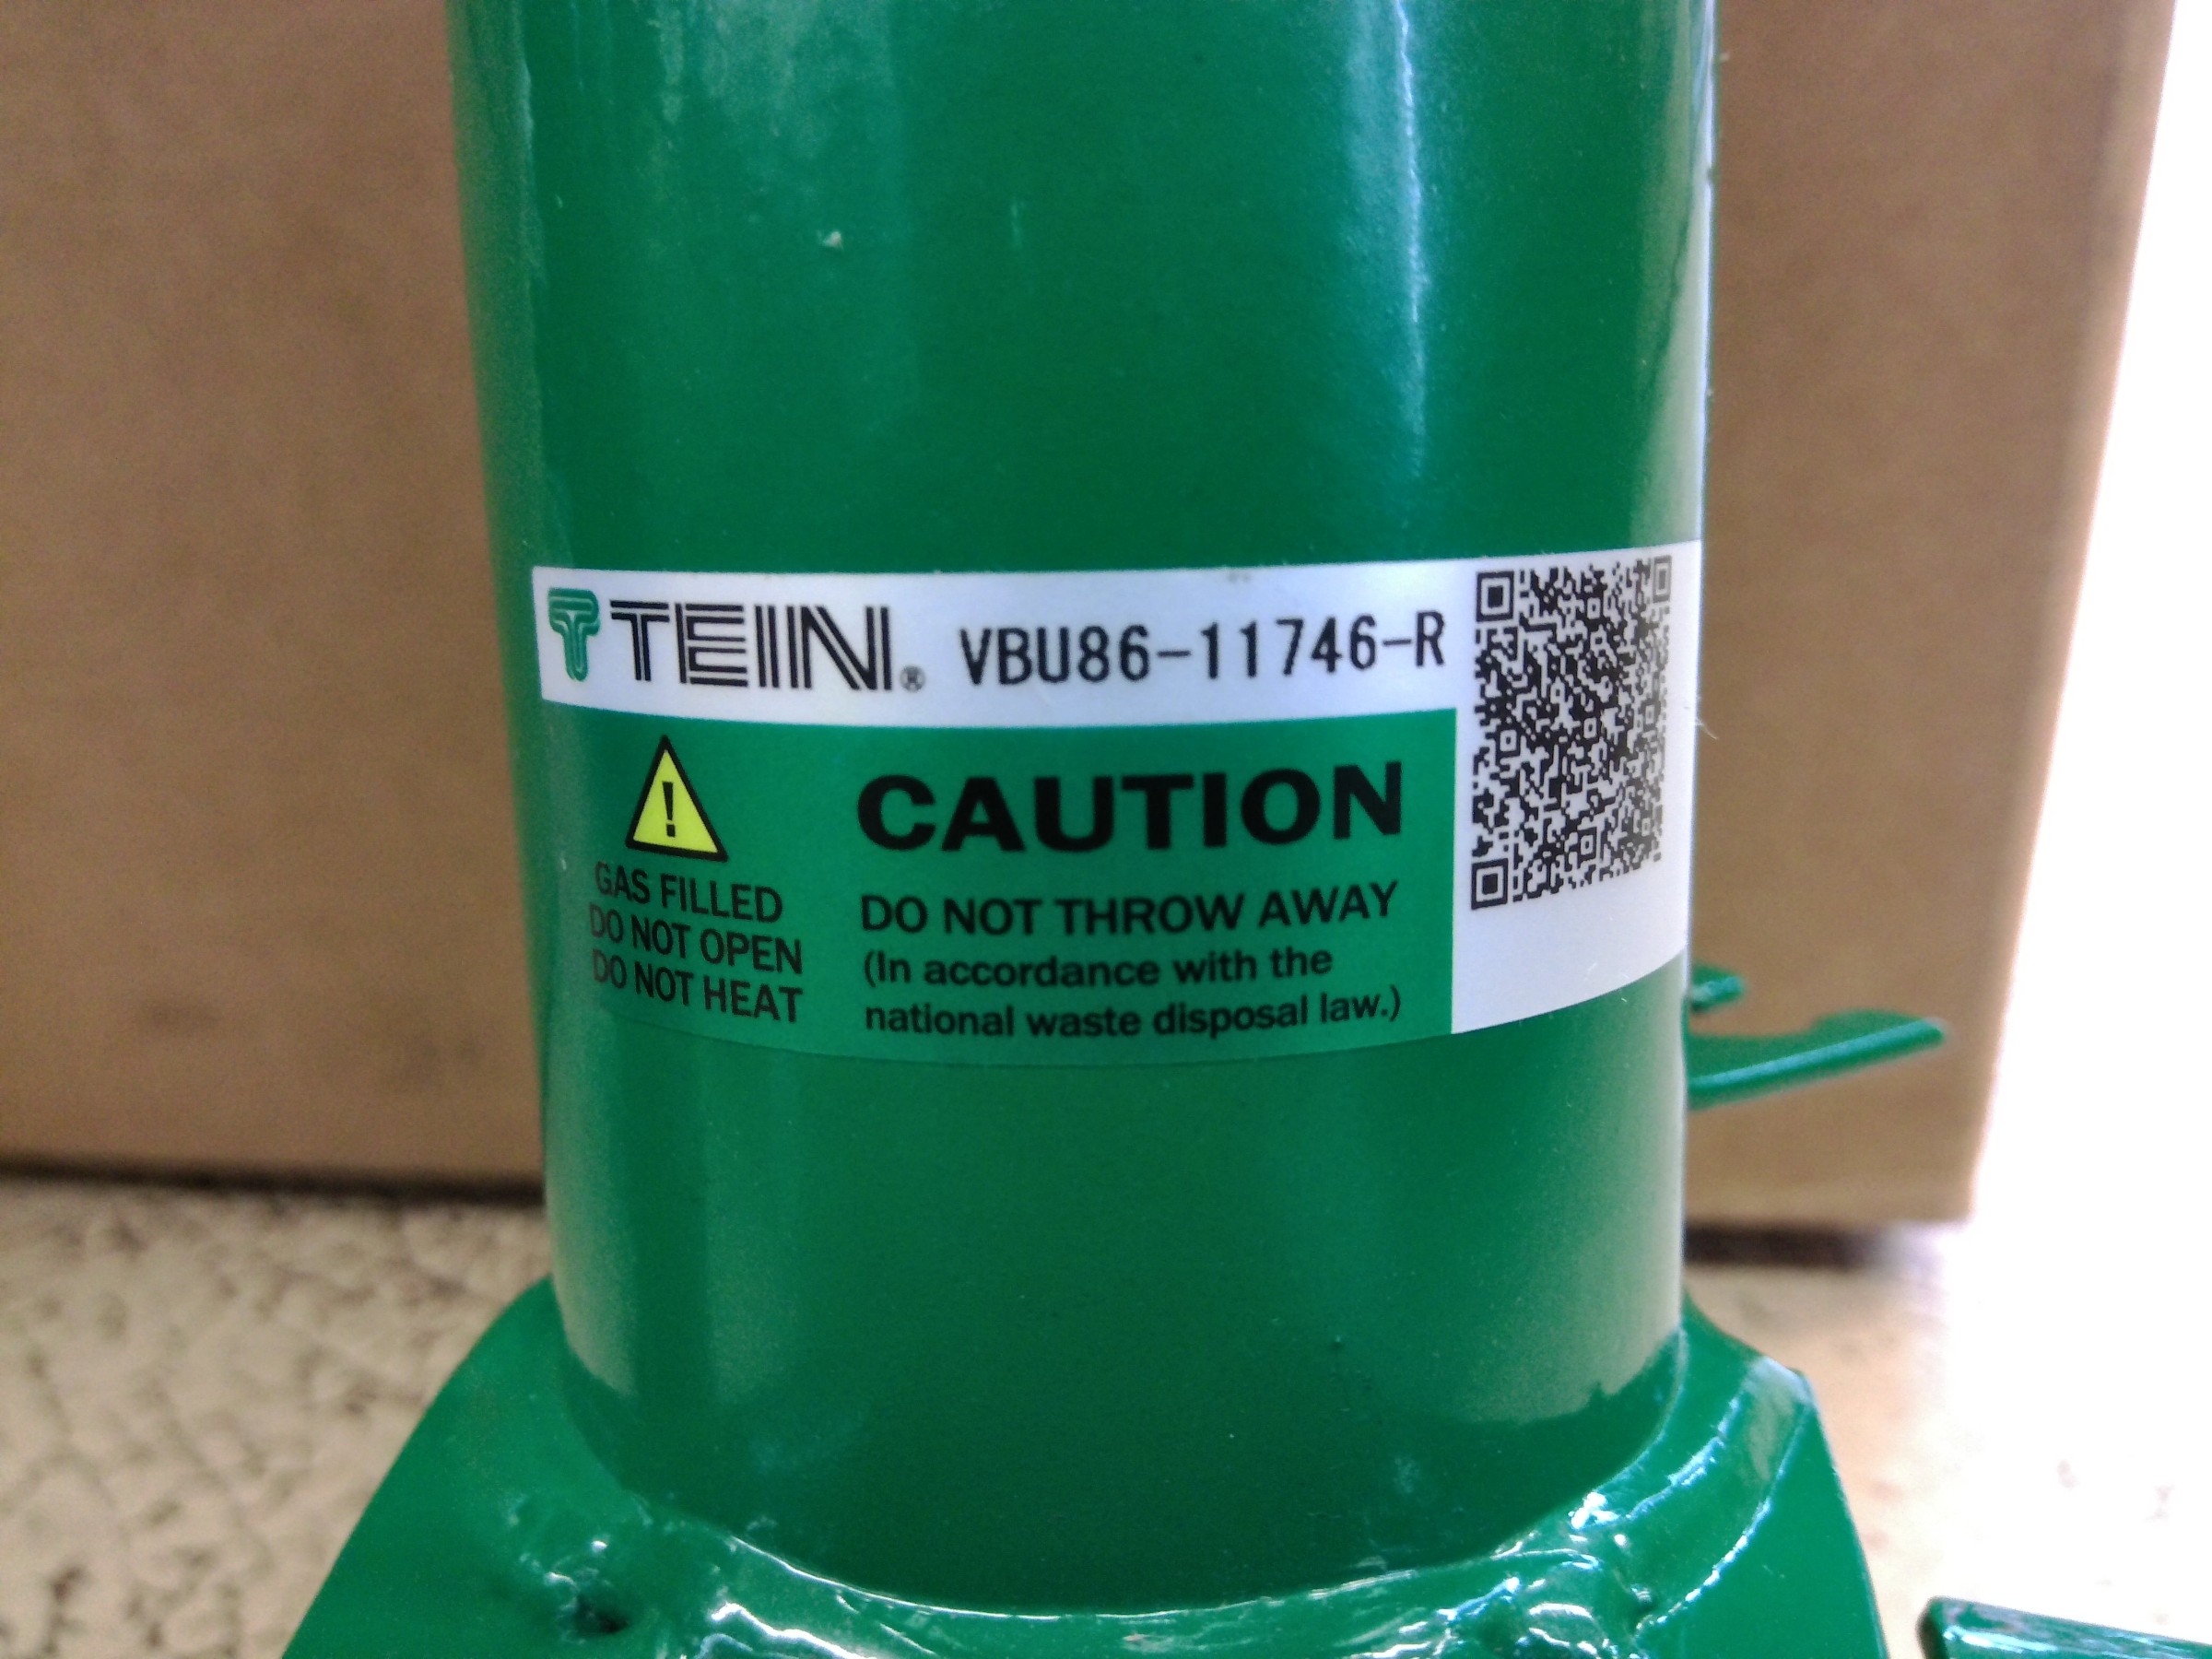 TEIN® VBU86-11746-R
CAUTION
GAS FILLED
DO NOT OPEN
DO NOT HEAT
DO NOT THROW AWAY
(In accordance with the
national waste disposal law.)